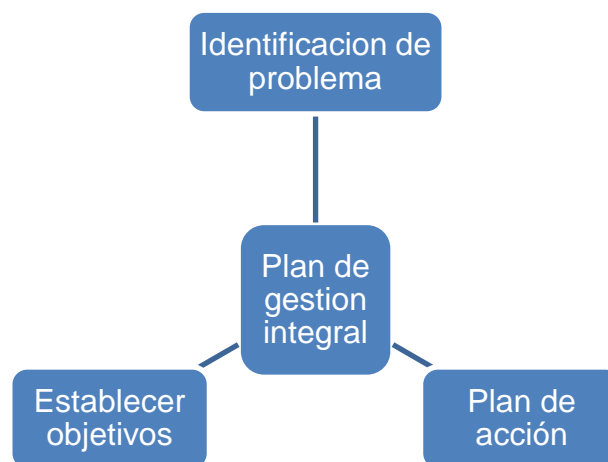 Identificacion de
problema
Plan de
gestion
integral
Establecer
objetivos
Plan de
acción